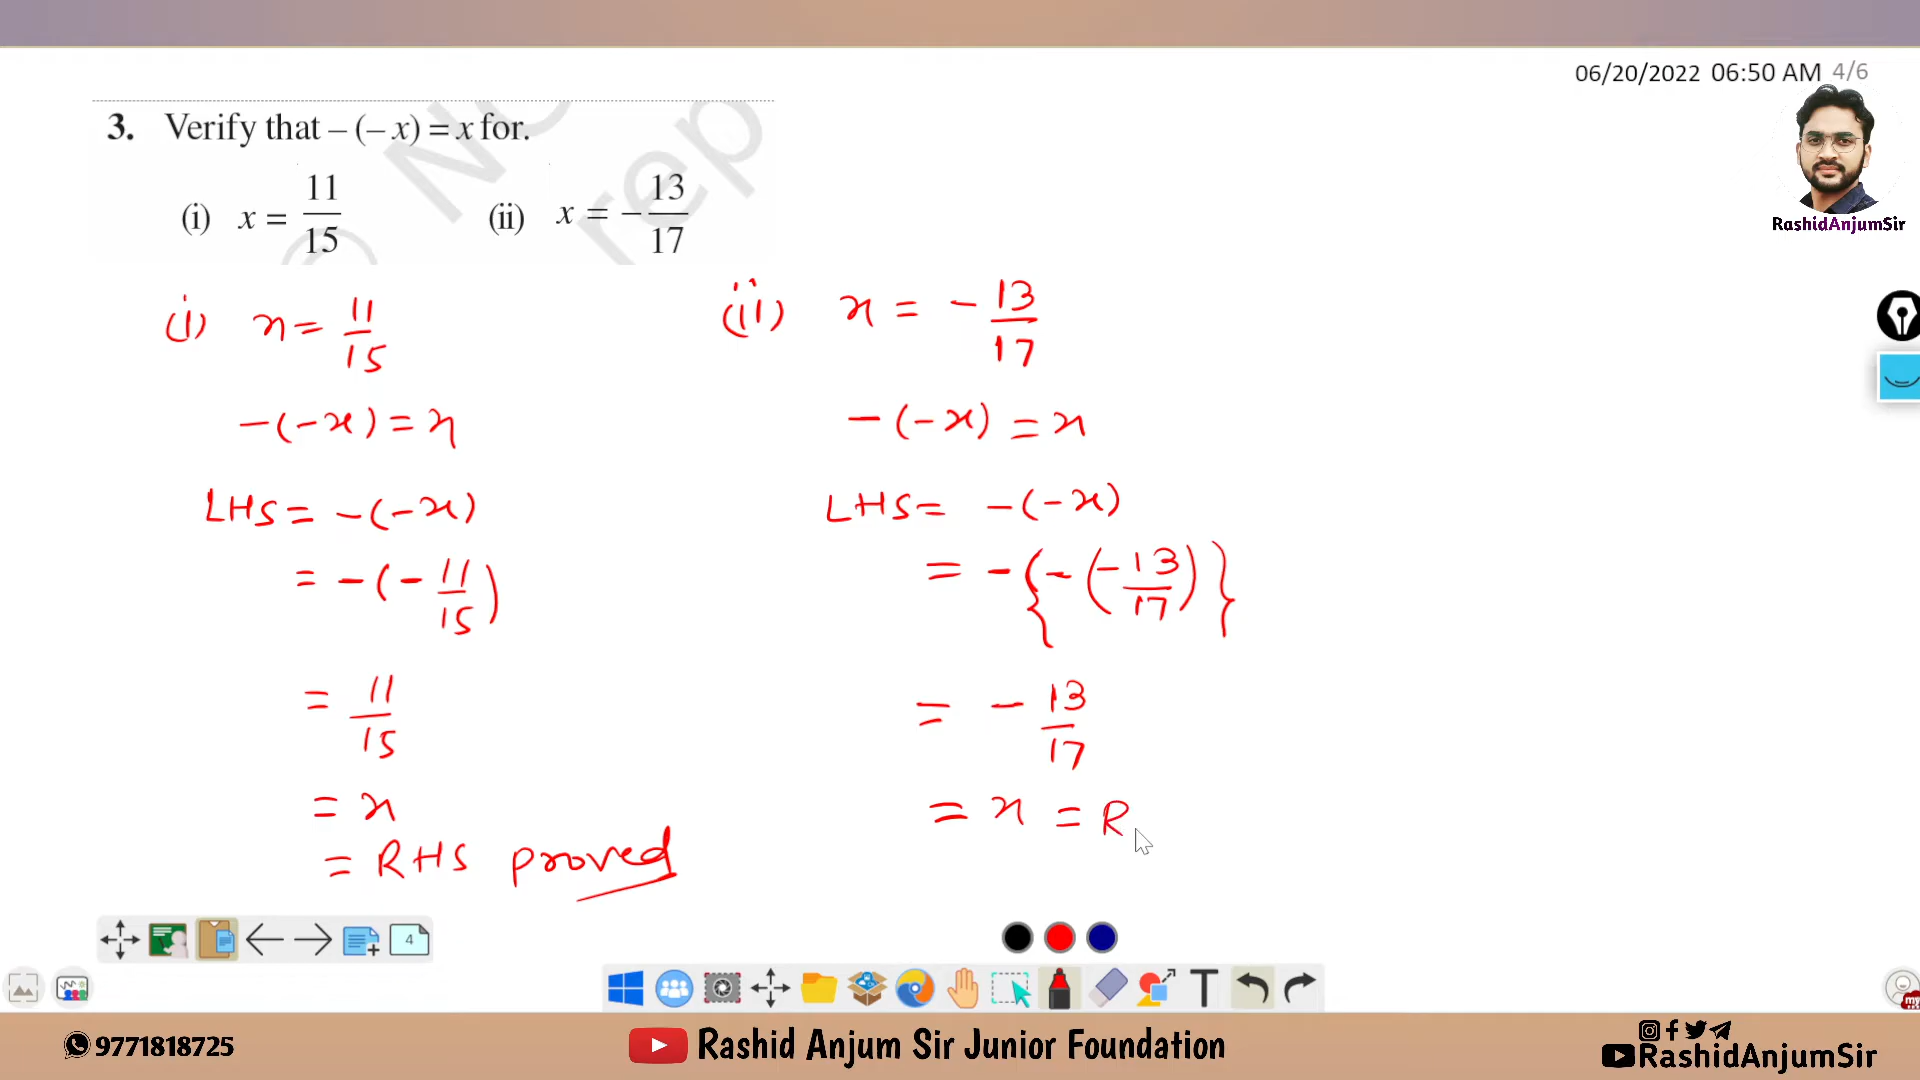 06/20/2022 06:50 AM 4/6
RashidAnjumSir
3. Verify that – (– x) = x for.
(i) x = 11/15 (ii) x = – 13/17
(i) x = 11/15
-(-x) = x
LHS = -(-x)
= -(-11/15)
= 11/15
= x
= RHS proved
(ii) x = -13/17
-(-x) = x
LHS = -(-x)
= -{-(-13/17)}
= -13/17
= x = R
4
T
9771818725
Rashid Anjum Sir Junior Foundation
RashidAnjumSir